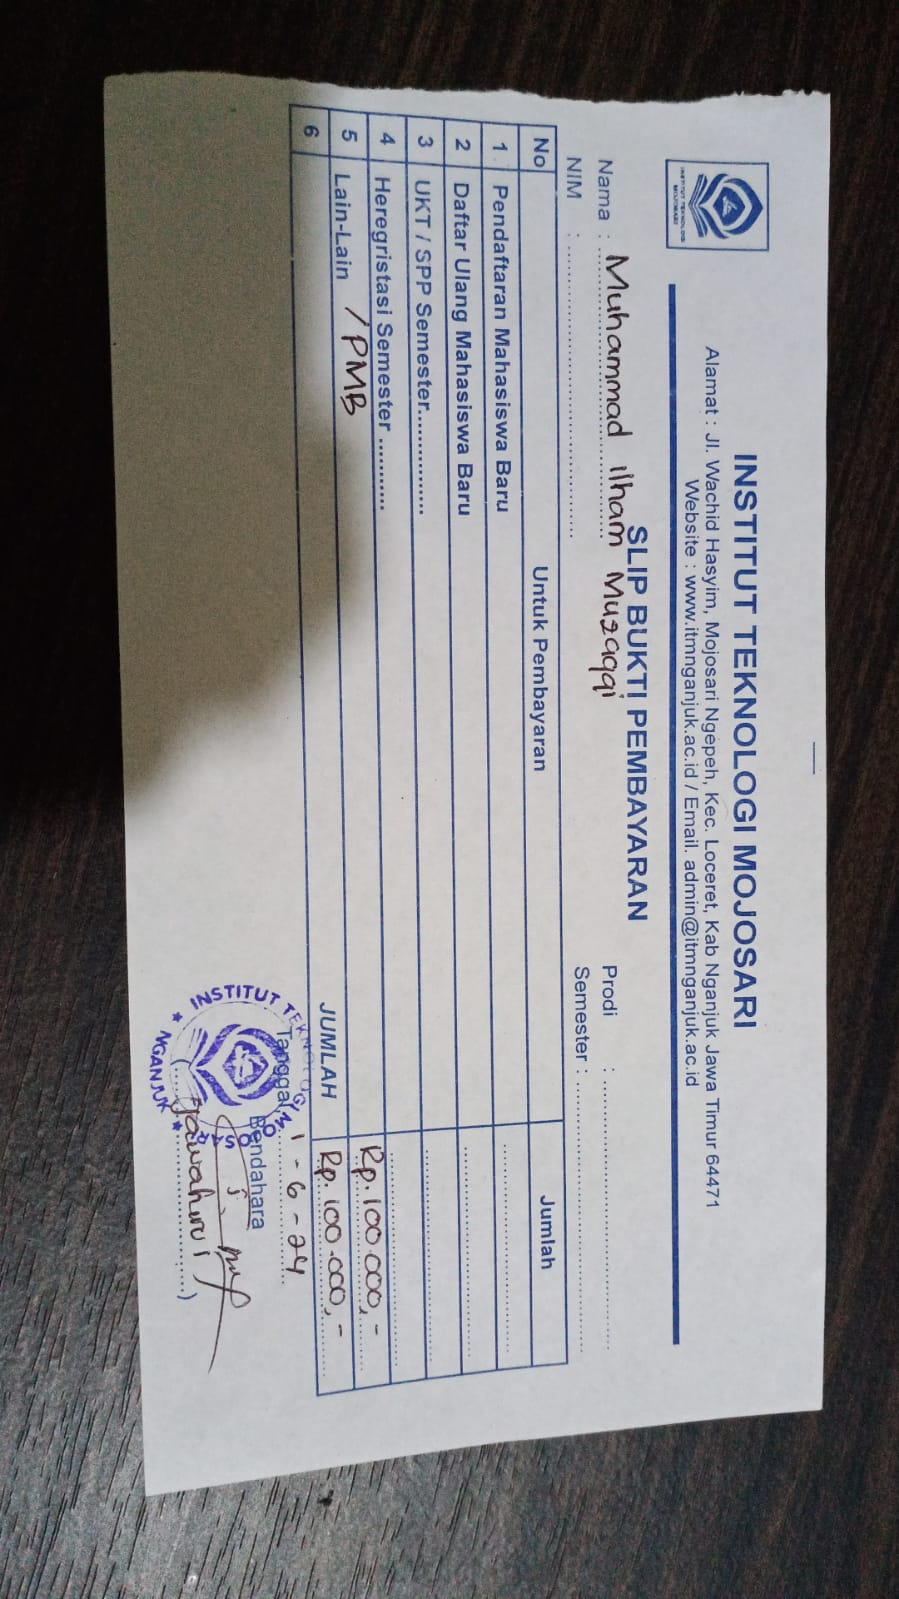 INSTITUT TEKNOLOGI MOJOSARI
Alamat : Jl. Wachid Hasyim, Mojosari Ngepeh, Kec. Loceret, Kab Nganjuk Jawa Timur 64471
Website : www.itmnganjuk.ac.id / Email. admin@itmnganjuk.ac.id
INSTITUT TEKNOLOGI
MOJOSARI
SLIP BUKTI PEMBAYARAN
Nama : Muhammad ilham Muzaqqi Prodi : ..........
NIM : .......... Semester : ..........
No Untuk Pembayaran Jumlah
1 Pendaftaran Mahasiswa Baru
2 Daftar Ulang Mahasiswa Baru
3 UKT / SPP Semester...............
4 Heregristasi Semester ...........
5 Lain-Lain / PMB Rp. 100.000,-
6 JUMLAH Rp. 100.000,-
Tanggal, 1 - 6 - 24
Bendahara
INSTITUT TEKNOLOGI MOJOSARI
NGANJUK